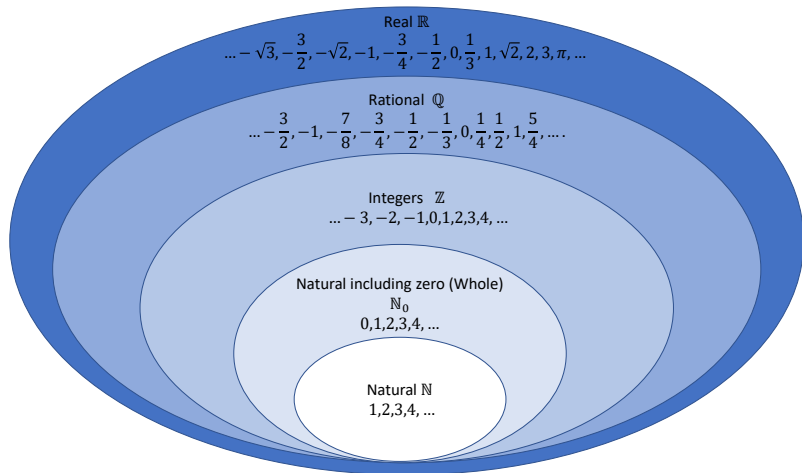 Real ℝ
…− √3, −3/2, −√2, −1, −3/4, −1/2, 0, 1/3, 1, √2, 2, 3, π, …
Rational ℚ
…− 3/2, −1, −7/8, −3/4, −1/2, −1/3, 0, 1/4, 1/2, 1, 5/4, … .
Integers ℤ
…− 3, −2, −1,0,1,2,3,4, …
Natural including zero (Whole)
ℕ₀
0,1,2,3,4, …
Natural ℕ
1,2,3,4, …